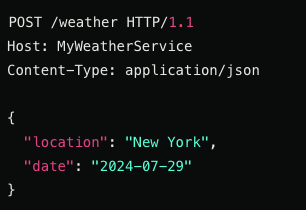 POST /weather HTTP/1.1
Host: MyWeatherService
Content-Type: application/json

{
  "location": "New York",
  "date": "2024-07-29"
}